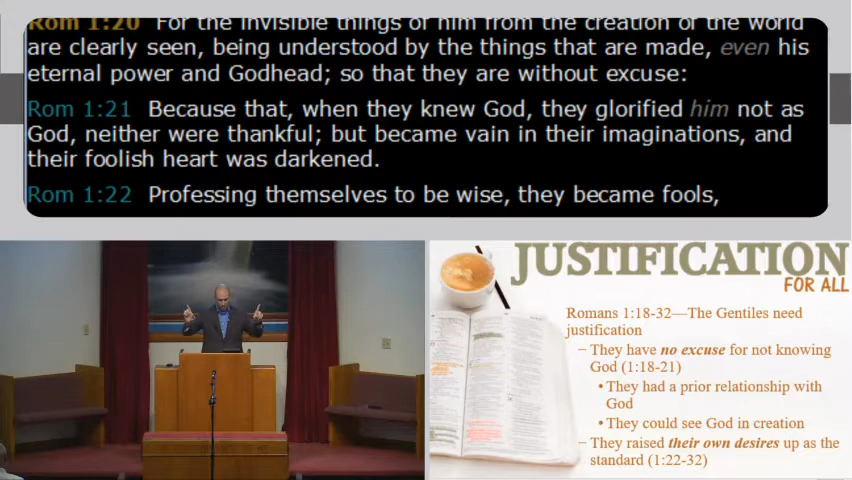 Rom 1:20 For the invisible things of him from the creation of the world
are clearly seen, being understood by the things that are made, even his
eternal power and Godhead; so that they are without excuse:
Rom 1:21 Because that, when they knew God, they glorified him not as
God, neither were thankful; but became vain in their imaginations, and
their foolish heart was darkened.
Rom 1:22 Professing themselves to be wise, they became fools,
JUSTIFICATION
FOR ALL
Romans 1:18-32—The Gentiles need
justification
– They have no excuse for not knowing
God (1:18-21)
• They had a prior relationship with
God
• They could see God in creation
– They raised their own desires up as the
standard (1:22-32)